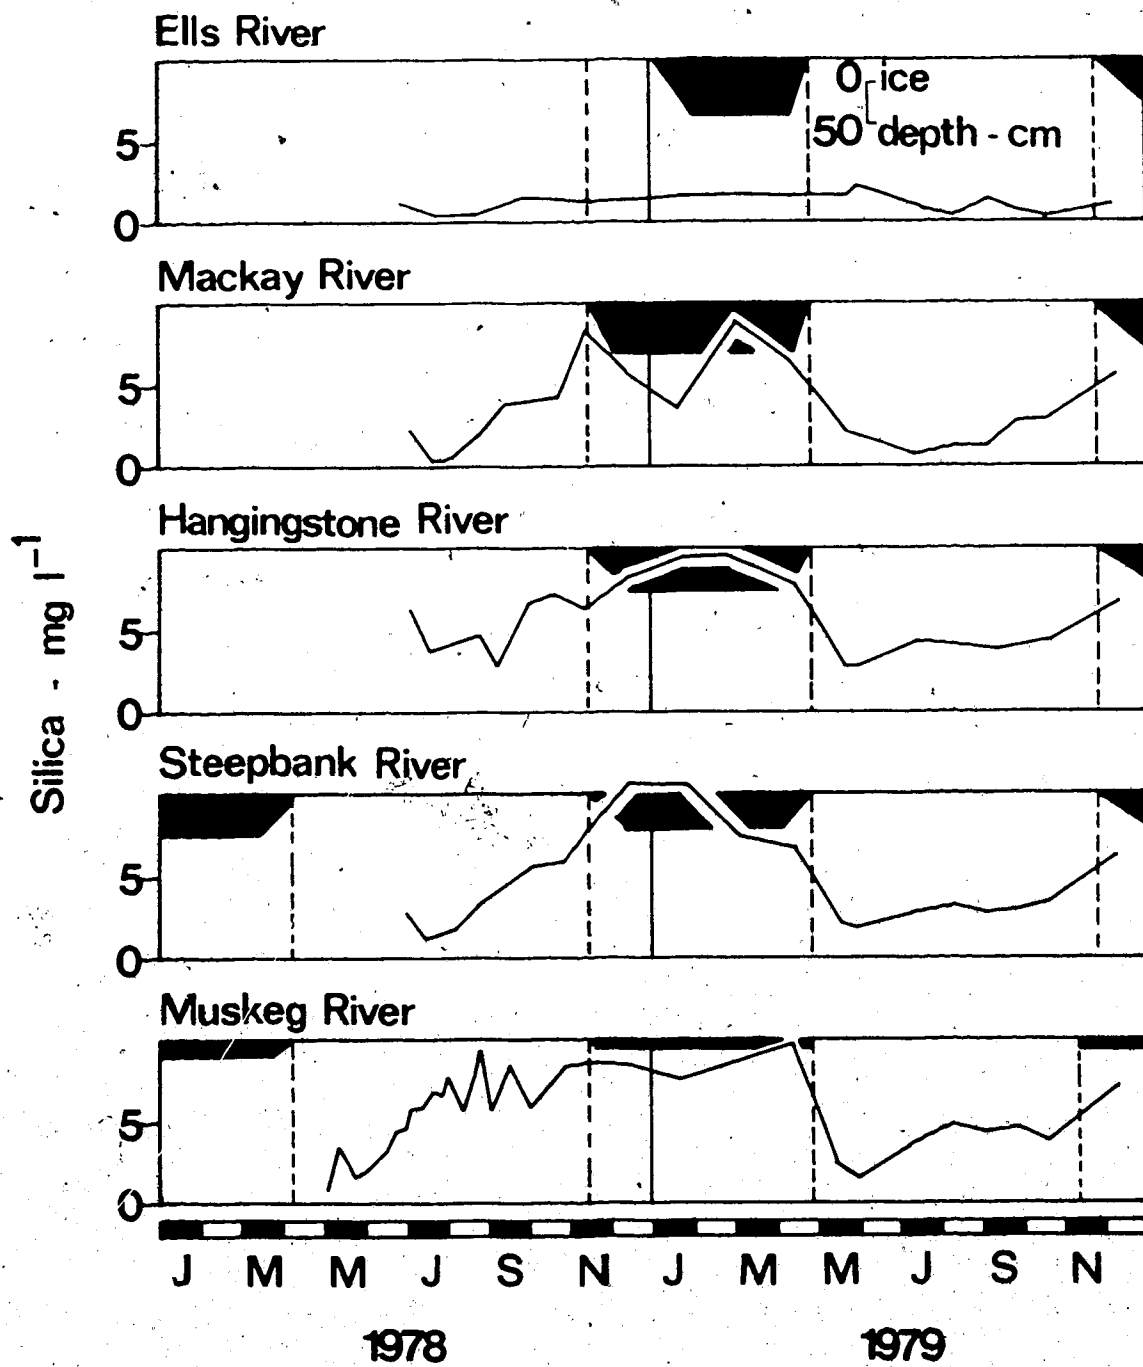 Ells River
0 ice
50 depth - cm
5
0
Mackay River
5
0
Hangingstone River
5
0
Silica - mg l⁻¹
Steepbank River
5
0
Muskeg River
5
0
J M M J S N J M M J S N
1978 1979